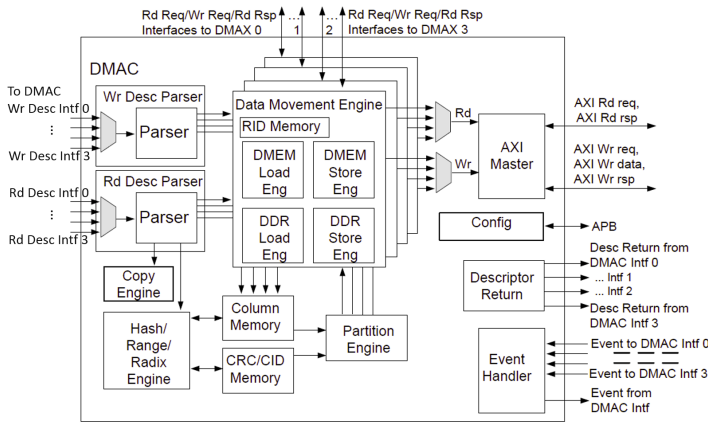 Rd Req/Wr Req/Rd Rsp
Interfaces to DMAX 0
...
1
...
2
Rd Req/Wr Req/Rd Rsp
Interfaces to DMAX 3
DMAC
To DMAC
Wr Desc Intf 0
⋮
Wr Desc Intf 3
Wr Desc Parser
Parser
Rd Desc Intf 0
⋮
Rd Desc Intf 3
Rd Desc Parser
Parser
Data Movement Engine
RID Memory
DMEM
Load
Eng
DMEM
Store
Eng
DDR
Load
Eng
DDR
Store
Eng
Rd
Wr
AXI
Master
AXI Rd req,
AXI Rd rsp
AXI Wr req,
AXI Wr data,
AXI Wr rsp
Config
APB
Copy
Engine
Hash/
Range/
Radix
Engine
Column
Memory
CRC/CID
Memory
Partition
Engine
Descriptor
Return
Desc Return from
DMAC Intf 0
... Intf 1
... Intf 2
Desc Return from
DMAC Intf 3
Event
Handler
Event to DMAC Intf 0
Event to DMAC Intf 3
Event from
DMAC Intf